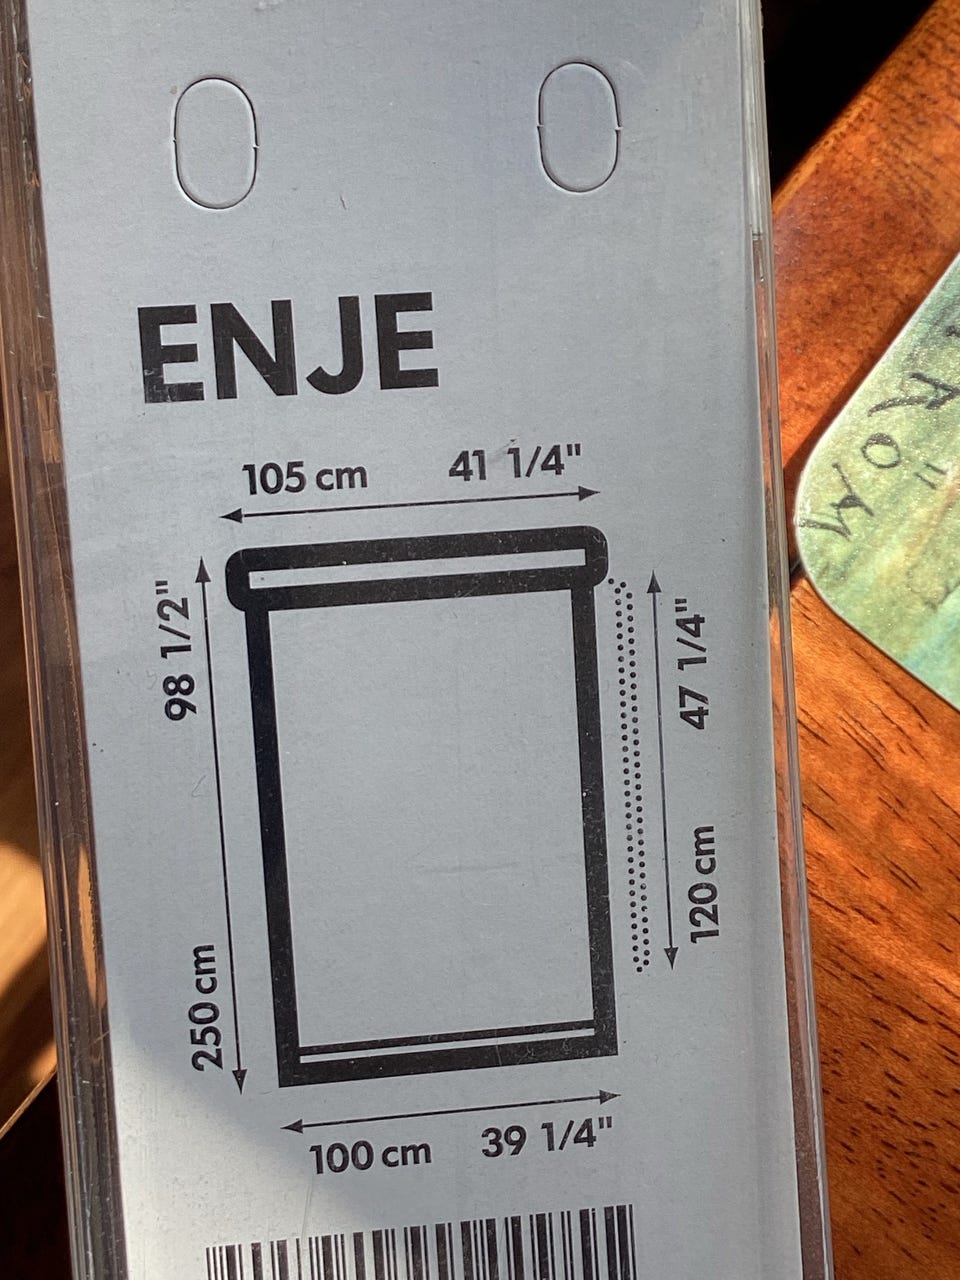 ENJE
105 cm 41 1/4"
98 1/2"
250 cm
47 1/4"
120 cm
100 cm 39 1/4"